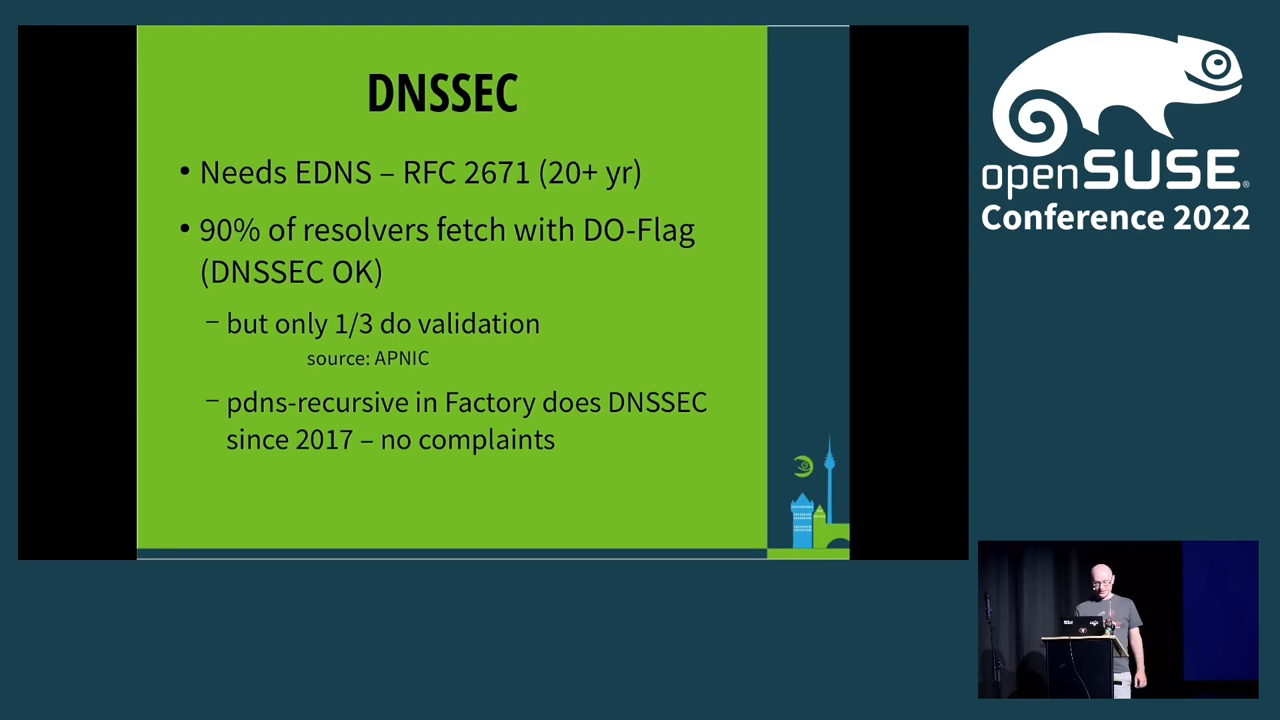 DNSSEC
• Needs EDNS – RFC 2671 (20+ yr)
• 90% of resolvers fetch with DO-Flag
(DNSSEC OK)
– but only 1/3 do validation
source: APNIC
– pdns-recursive in Factory does DNSSEC
since 2017 – no complaints
openSUSE®
Conference 2022